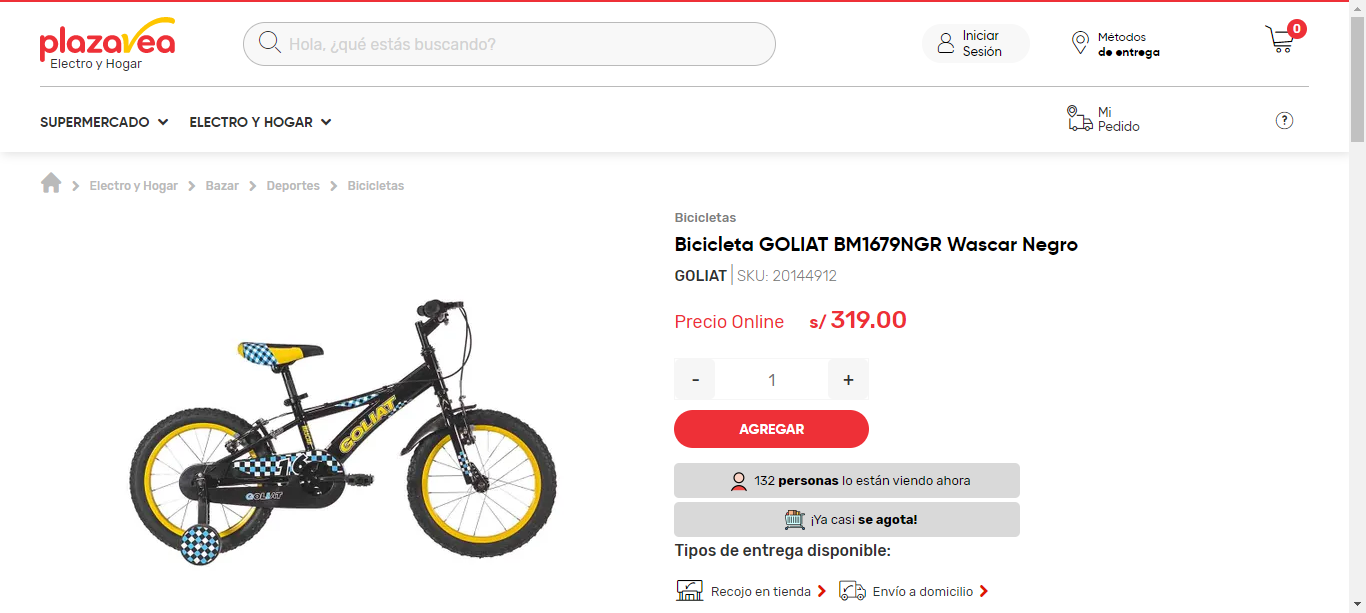 plazavea
Electro y Hogar
Hola, ¿qué estás buscando?
Iniciar
Sesión
Métodos
de entrega
0
SUPERMERCADO
ELECTRO Y HOGAR
Mi
Pedido
?
Electro y Hogar
Bazar
Deportes
Bicicletas
Bicicletas
Bicicleta GOLIAT BM1679NGR Wascar Negro
GOLIAT SKU: 20144912
Precio Online s/ 319.00
- 1 +
AGREGAR
132 personas lo están viendo ahora
¡Ya casi se agota!
Tipos de entrega disponible:
Recojo en tienda
Envío a domicilio
GOLIAT
GOLIAT